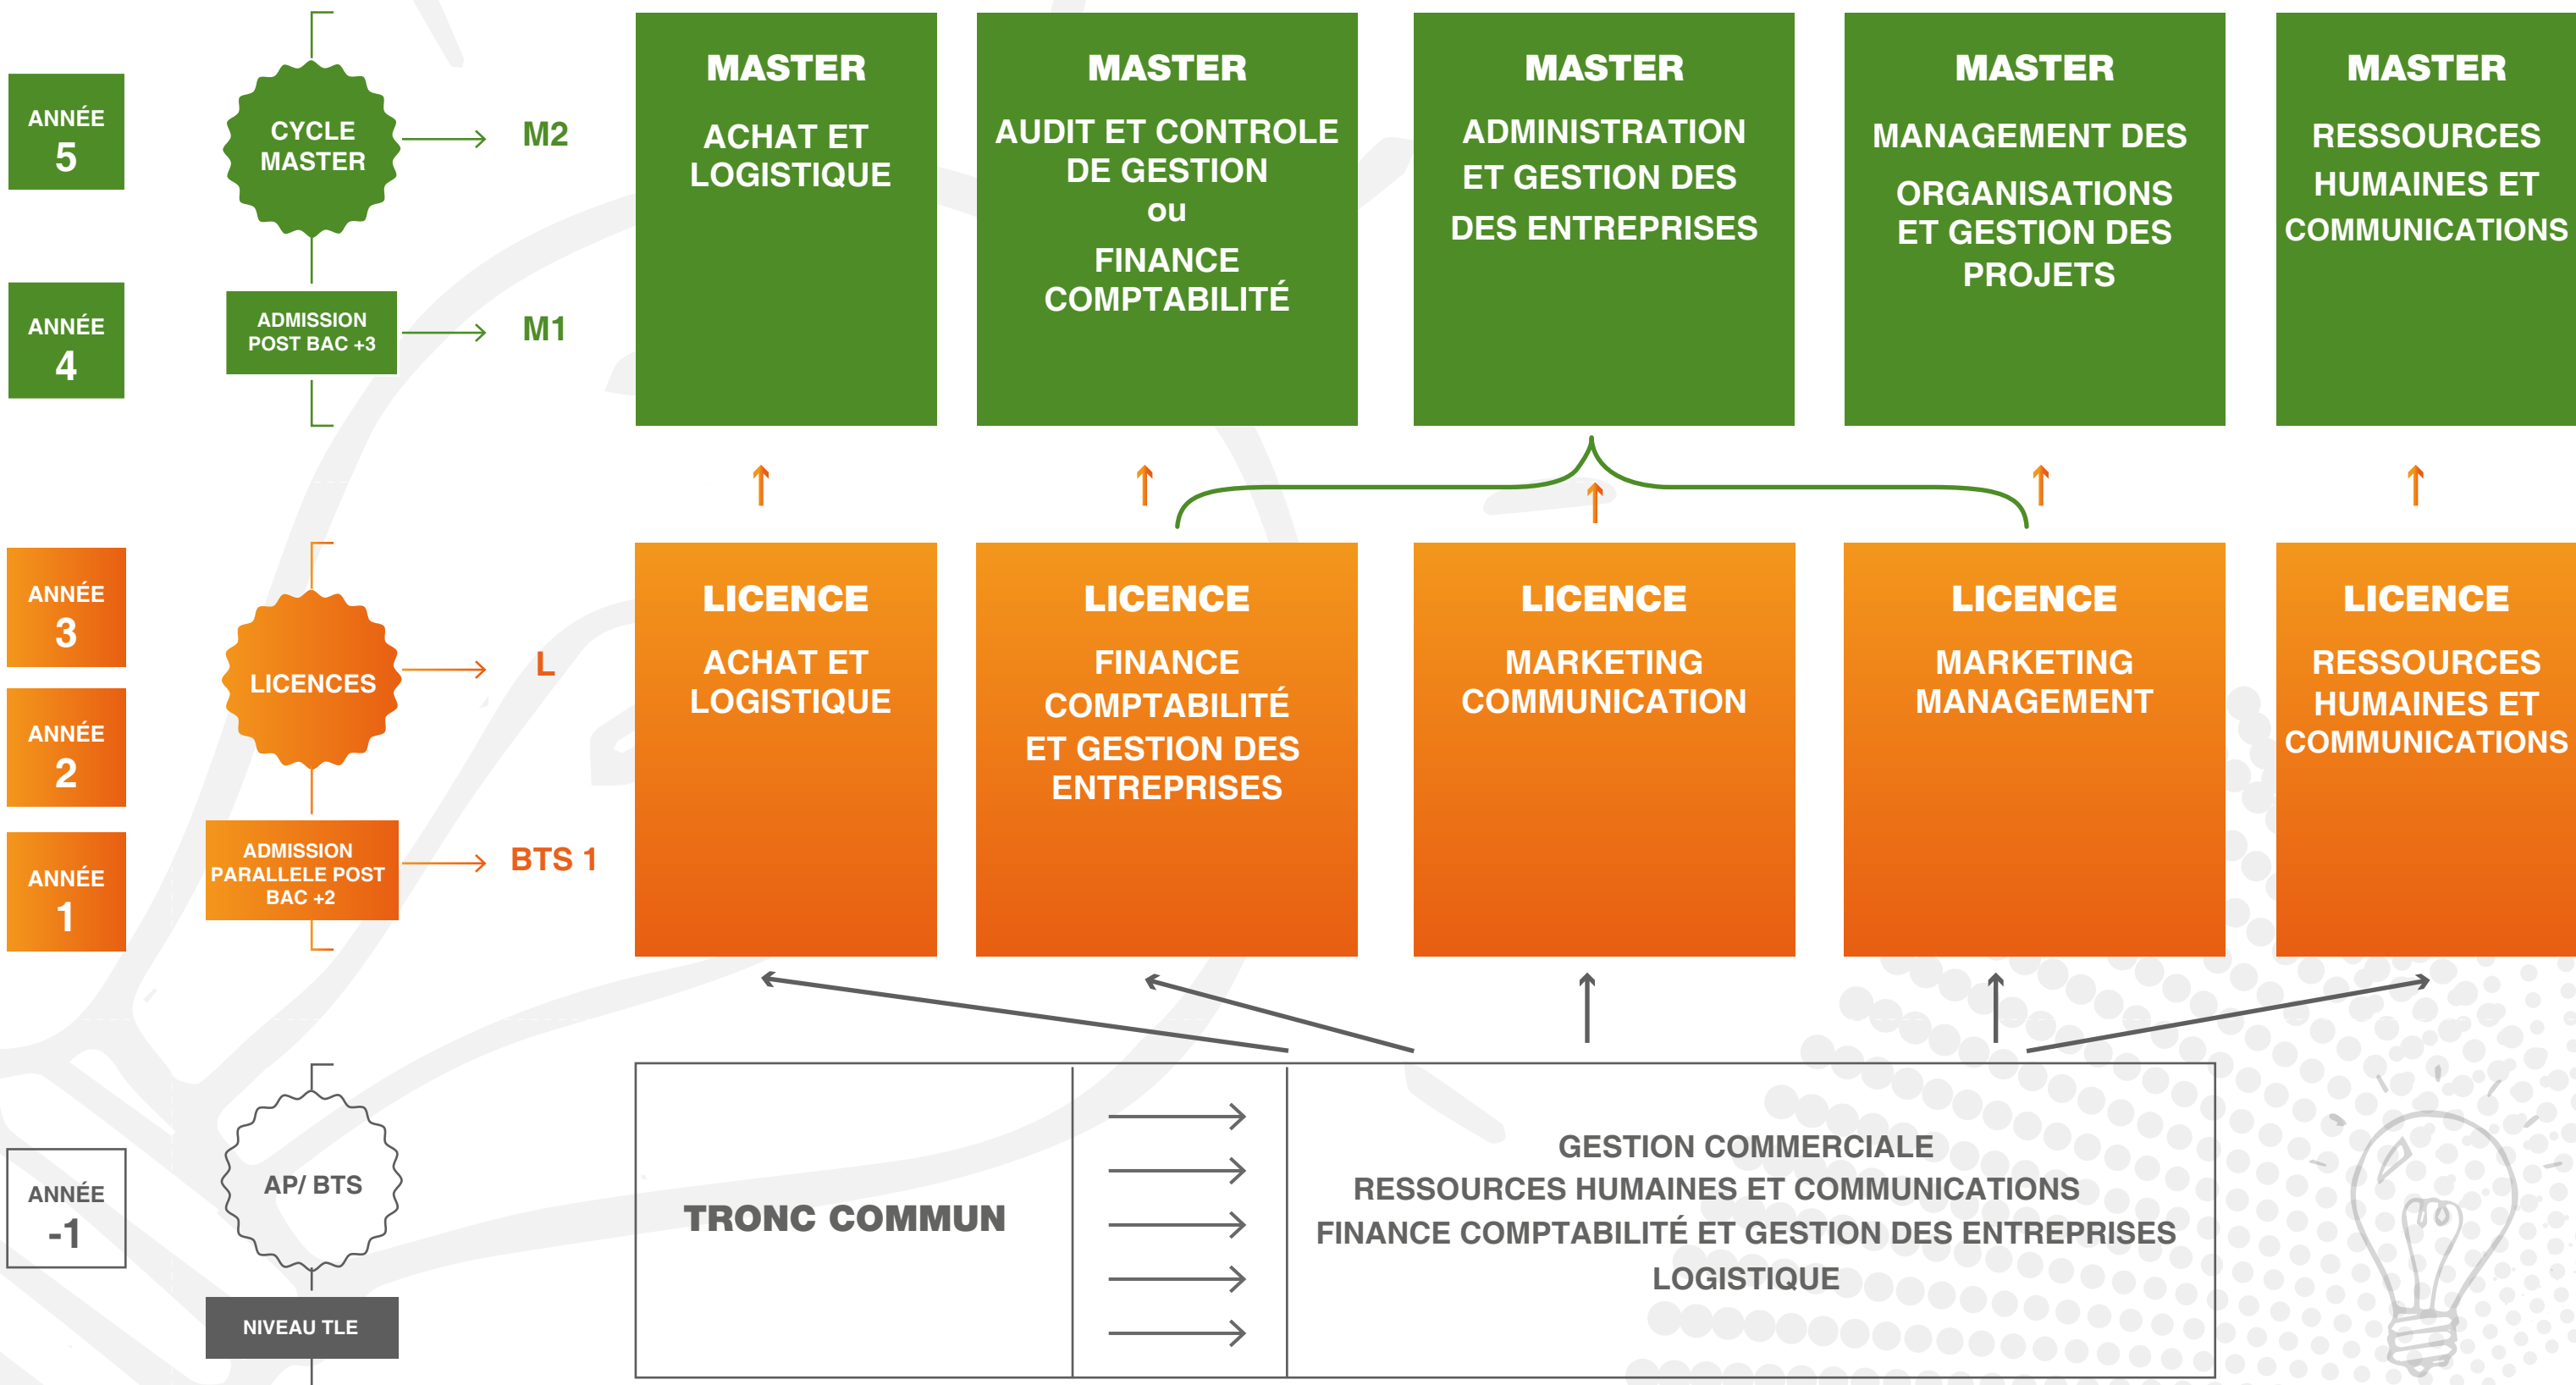 ANNÉE
5
CYCLE
MASTER
M2
ANNÉE
4
ADMISSION
POST BAC +3
M1
MASTER
ACHAT ET
LOGISTIQUE
MASTER
AUDIT ET CONTROLE
DE GESTION
ou
FINANCE
COMPTABILITÉ
MASTER
ADMINISTRATION
ET GESTION DES
DES ENTREPRISES
MASTER
MANAGEMENT DES
ORGANISATIONS
ET GESTION DES
PROJETS
MASTER
RESSOURCES
HUMAINES ET
COMMUNICATIONS
ANNÉE
3
ANNÉE
2
ANNÉE
1
LICENCES
L
ADMISSION
PARALLELE POST
BAC +2
BTS 1
LICENCE
ACHAT ET
LOGISTIQUE
LICENCE
FINANCE
COMPTABILITÉ
ET GESTION DES
ENTREPRISES
LICENCE
MARKETING
COMMUNICATION
LICENCE
MARKETING
MANAGEMENT
LICENCE
RESSOURCES
HUMAINES ET
COMMUNICATIONS
ANNÉE
-1
AP/ BTS
NIVEAU TLE
TRONC COMMUN
GESTION COMMERCIALE
RESSOURCES HUMAINES ET COMMUNICATIONS
FINANCE COMPTABILITÉ ET GESTION DES ENTREPRISES
LOGISTIQUE